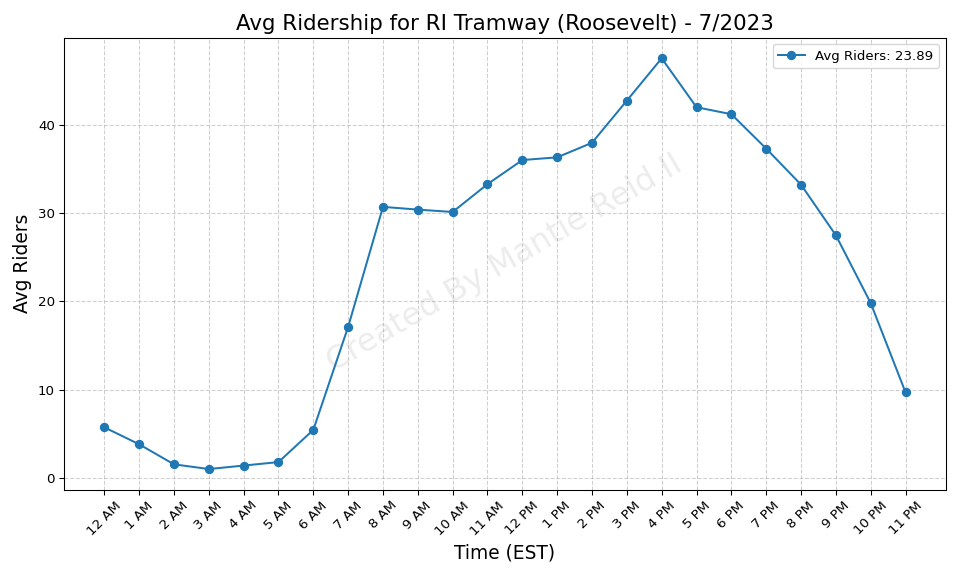 Avg Ridership for RI Tramway (Roosevelt) - 7/2023
Avg Riders: 23.89
Avg Riders
40
30
20
10
0
Created By Mantie Reid II
12 AM
1 AM
2 AM
3 AM
4 AM
5 AM
6 AM
7 AM
8 AM
9 AM
10 AM
11 AM
12 PM
1 PM
2 PM
3 PM
4 PM
5 PM
6 PM
7 PM
8 PM
9 PM
10 PM
11 PM
Time (EST)